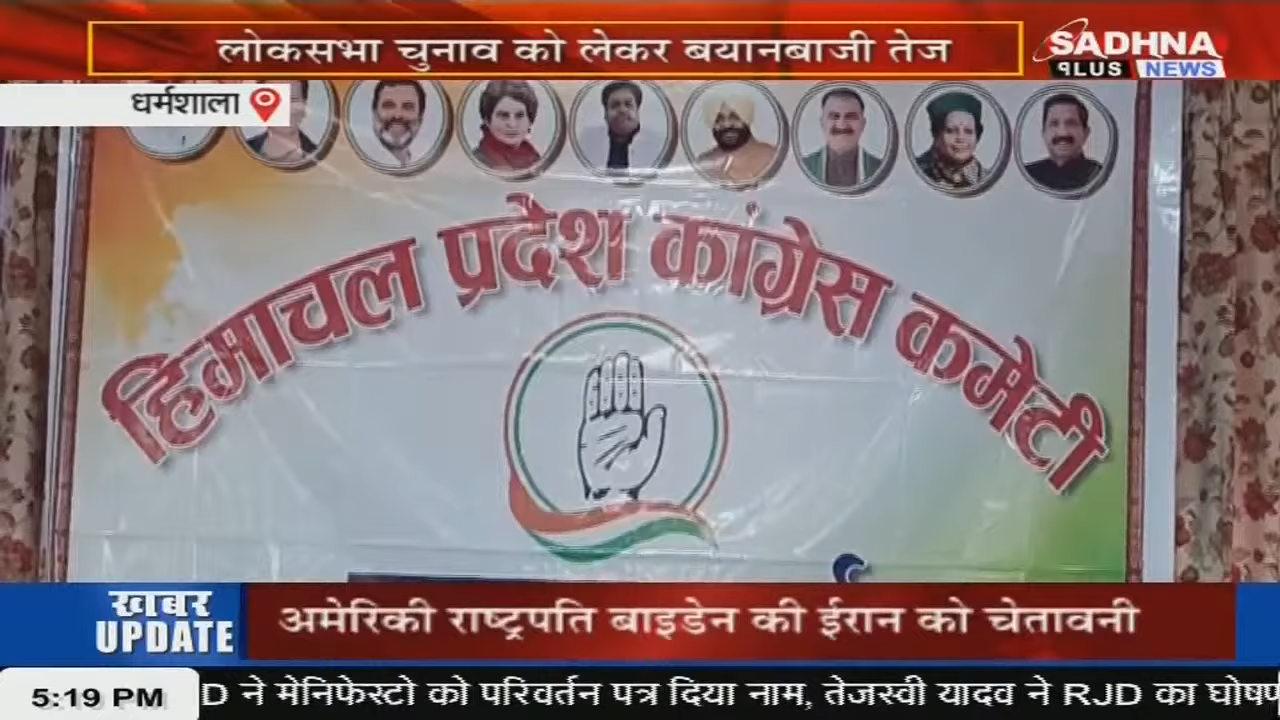 लोकसभा चुनाव को लेकर बयानबाजी तेज
SADHNA
PLUS NEWS
धर्मशाला
हिमाचल प्रदेश कांग्रेस कमेटी
खबर
UPDATE
अमेरिकी राष्ट्रपति बाइडेन की ईरान को चेतावनी
5:19 PM
D ने मेनिफेस्टो को परिवर्तन पत्र दिया नाम, तेजस्वी यादव ने RJD का